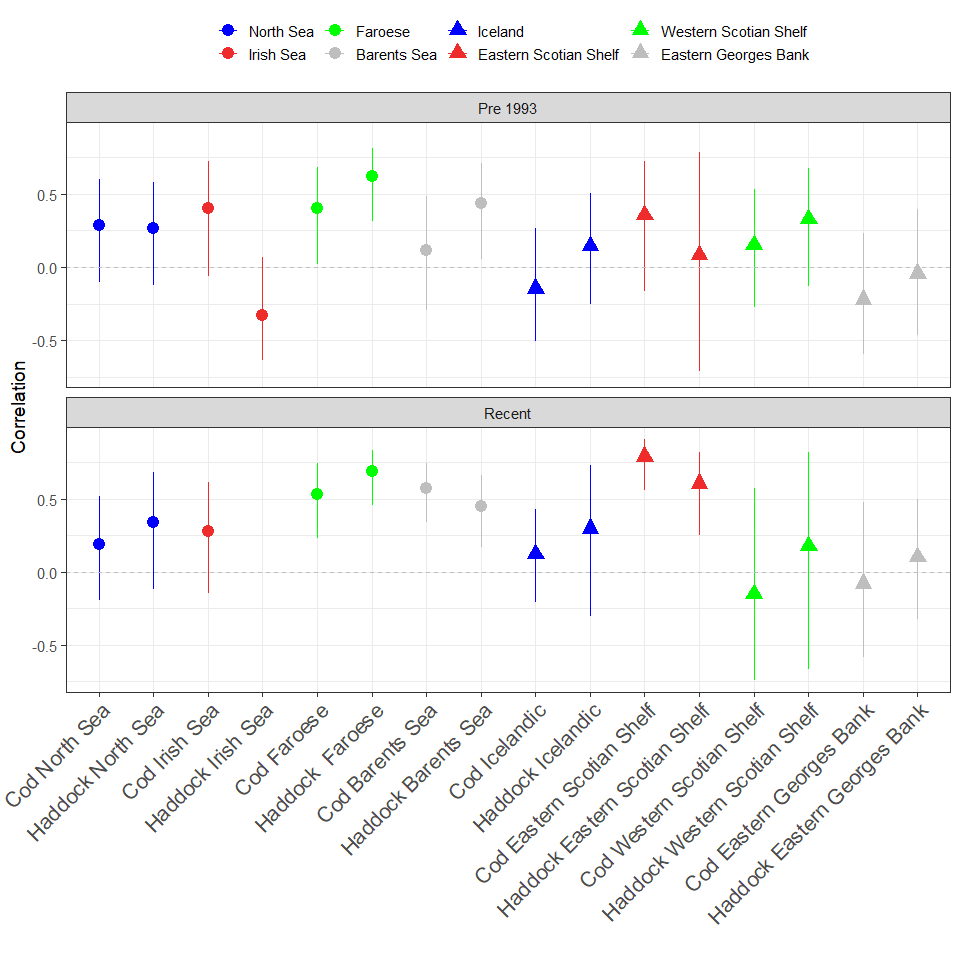 North Sea Faroese Iceland Western Scotian Shelf
Irish Sea Barents Sea Eastern Scotian Shelf Eastern Georges Bank
Pre 1993
0.5
0.0
-0.5
Correlation
Recent
0.5
0.0
-0.5
Cod North Sea
Haddock North Sea
Cod Irish Sea
Haddock Irish Sea
Cod Faroese
Haddock Faroese
Cod Barents Sea
Haddock Barents Sea
Cod Icelandic
Haddock Icelandic
Cod Eastern Scotian Shelf
Haddock Eastern Scotian Shelf
Cod Western Scotian Shelf
Haddock Western Scotian Shelf
Cod Eastern Georges Bank
Haddock Eastern Georges Bank